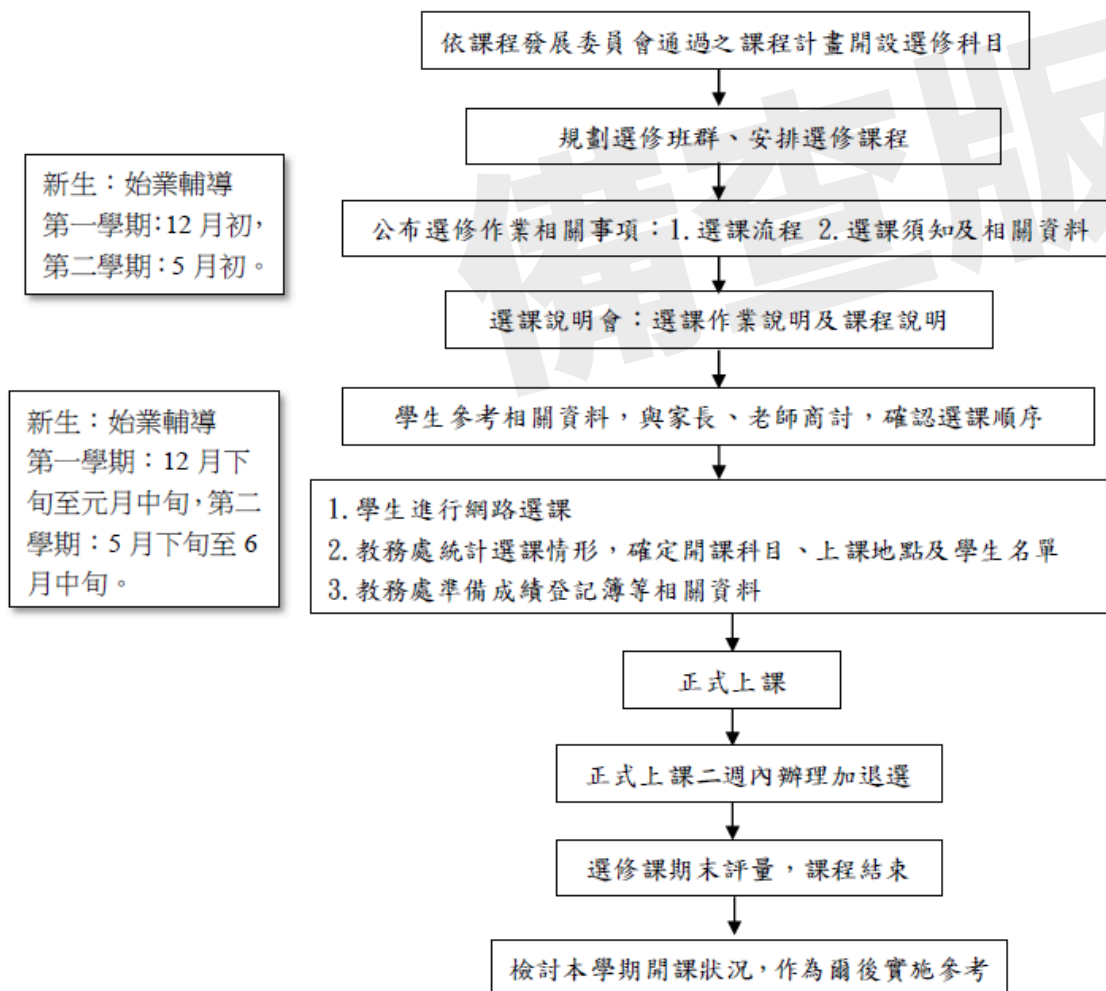 依課程發展委員會通過之課程計畫開設選修科目
規劃選修班群、安排選修課程
新生：始業輔導
第一學期：12 月初，
第二學期：5 月初。
公布選修作業相關事項：1.選課流程 2.選課須知及相關資料
選課說明會：選課作業說明及課程說明
新生：始業輔導
第一學期：12 月下
旬至元月中旬，第二
學期：5 月下旬至 6
月中旬。
學生參考相關資料，與家長、老師商討，確認選課順序
1.學生進行網路選課
2.教務處統計選課情形，確定開課科目、上課地點及學生名單
3.教務處準備成績登記簿等相關資料
正式上課
正式上課二週內辦理加退選
選修課期末評量，課程結束
檢討本學期開課狀況，作為爾後實施參考
備查版